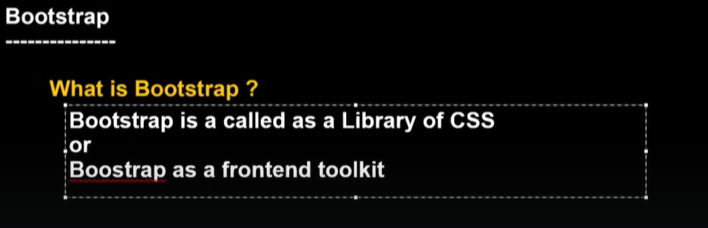 Bootstrap
---------------
What is Bootstrap ?
Bootstrap is a called as a Library of CSS
or
Boostrap as a frontend toolkit